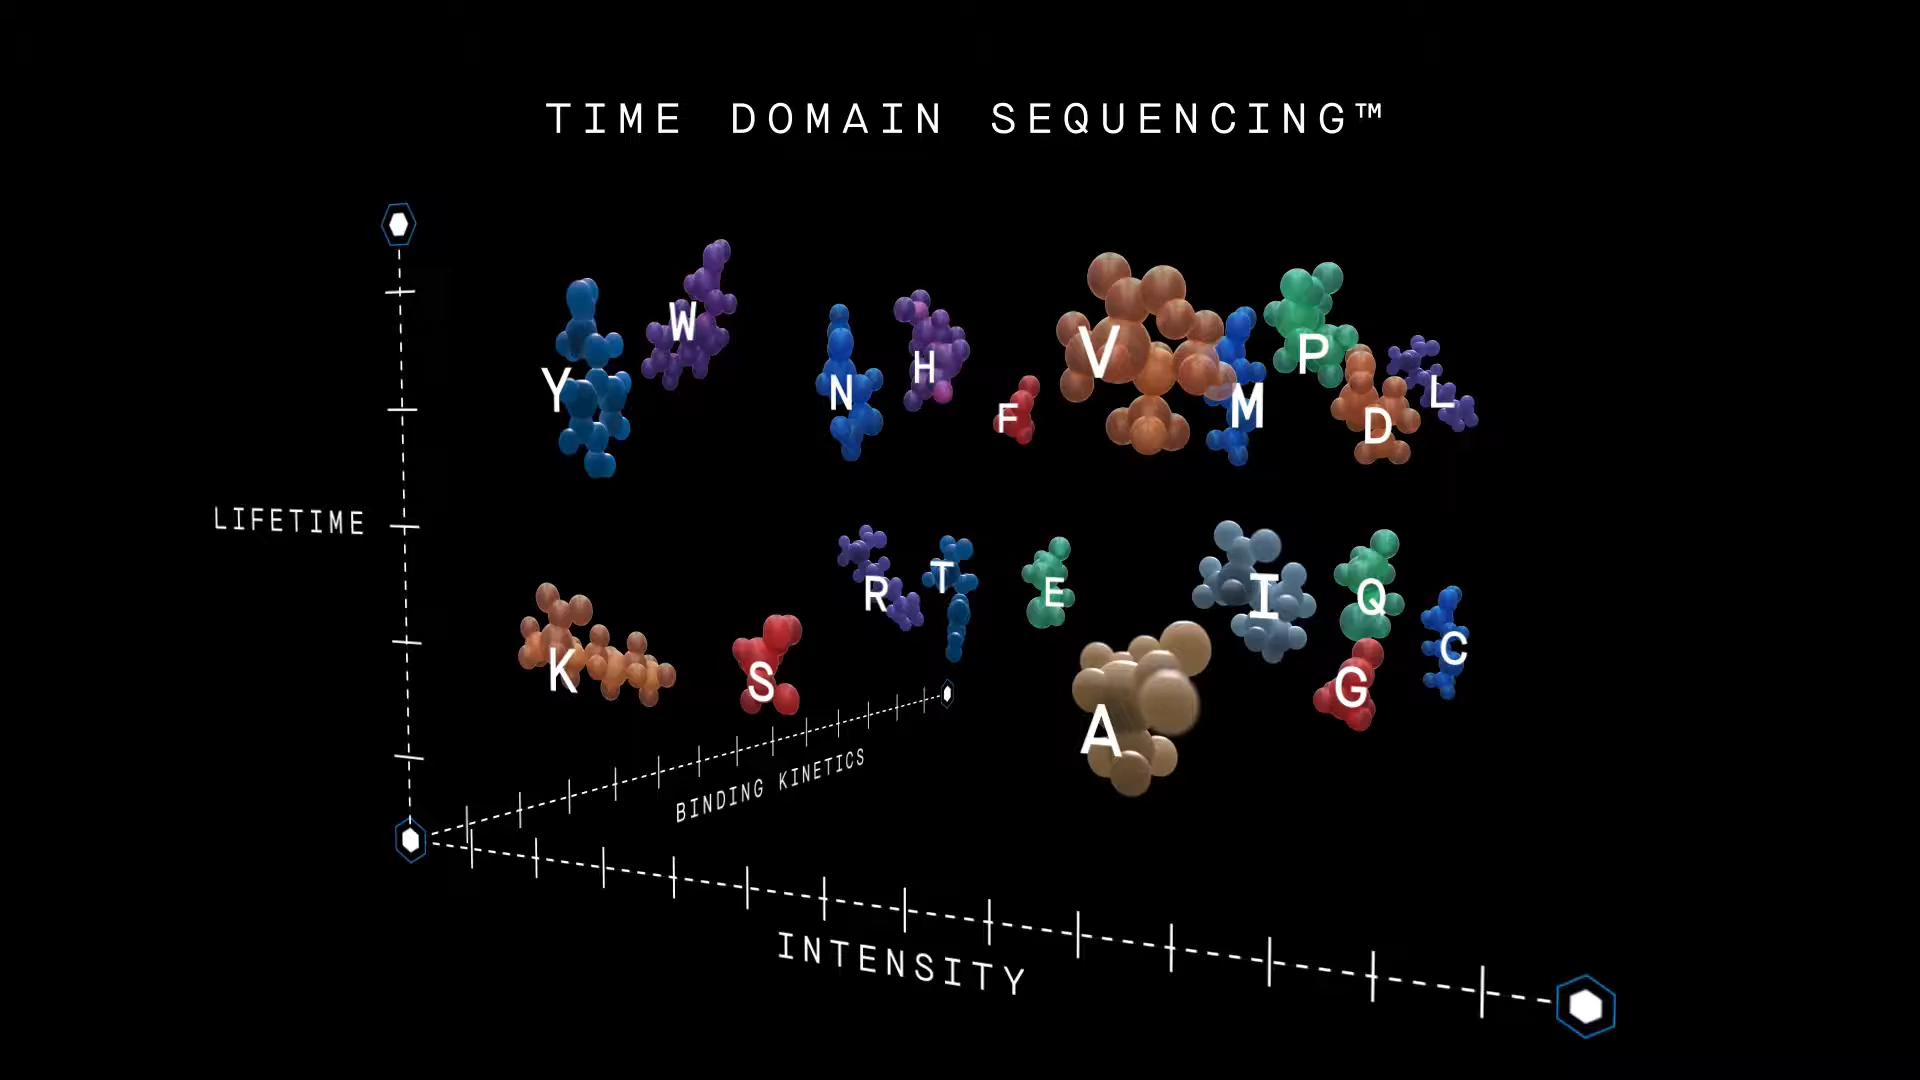 TIME DOMAIN SEQUENCING™
W
Y
N
H
F
V
M
P
D
L
LIFETIME
R
T
E
I
Q
C
K
S
A
G
BINDING KINETICS
INTENSITY